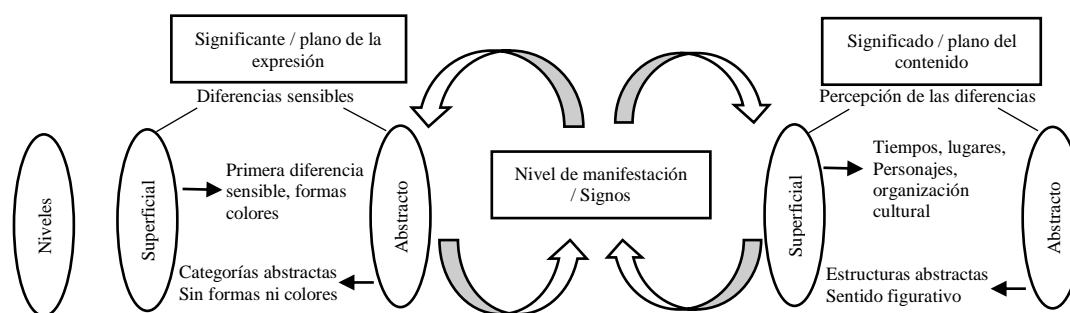 Significante / plano de la
expresión
Diferencias sensibles
Niveles
Superficial
Primera diferencia
sensible, formas
colores
Abstracto
Categorías abstractas
Sin formas ni colores
Nivel de manifestación
/ Signos
Significado / plano del
contenido
Percepción de las diferencias
Superficial
Tiempos, lugares,
Personajes,
organización
cultural
Abstracto
Estructuras abstractas
Sentido figurativo